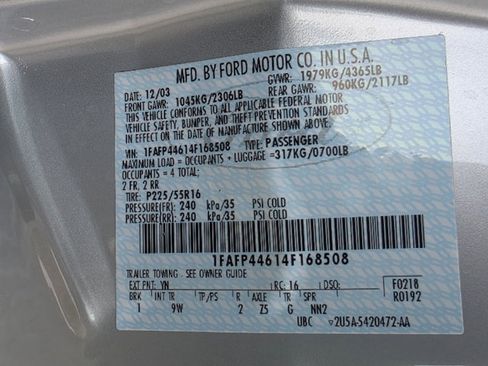 MFD. BY FORD MOTOR CO. IN U.S.A.
DATE: 12/03 GVWR: 1979KG/4365LB
FRONT GAWR: 1045KG/2306LB REAR GAWR: 960KG/2117LB
THIS VEHICLE CONFORMS TO ALL APPLICABLE FEDERAL MOTOR
VEHICLE SAFETY, BUMPER, AND THEFT PREVENTION STANDARDS
IN EFFECT ON THE DATE OF MANUFACTURE SHOWN ABOVE.
VIN: 1FAFP44614F168508 TYPE: PASSENGER
MAXIMUM LOAD = OCCUPANTS + LUGGAGE = 317KG/0700LB
OCCUPANTS = 4 TOTAL;
2 FR, 2 RR
TIRE: P225/55R16
PRESSURE(FR): 240 kPa/35 PSI COLD
PRESSURE(RR): 240 kPa/35 PSI COLD
1FAFP44614F168508
TRAILER TOWING - SEE OWNER GUIDE
EXT PNT: YN RC: 16 DSO: F0218
BRK INT TR TP/PS R AXLE TR SPR R0192
1 9W 2 Z5 G NN2
UBC 2U5A-5420472-AA